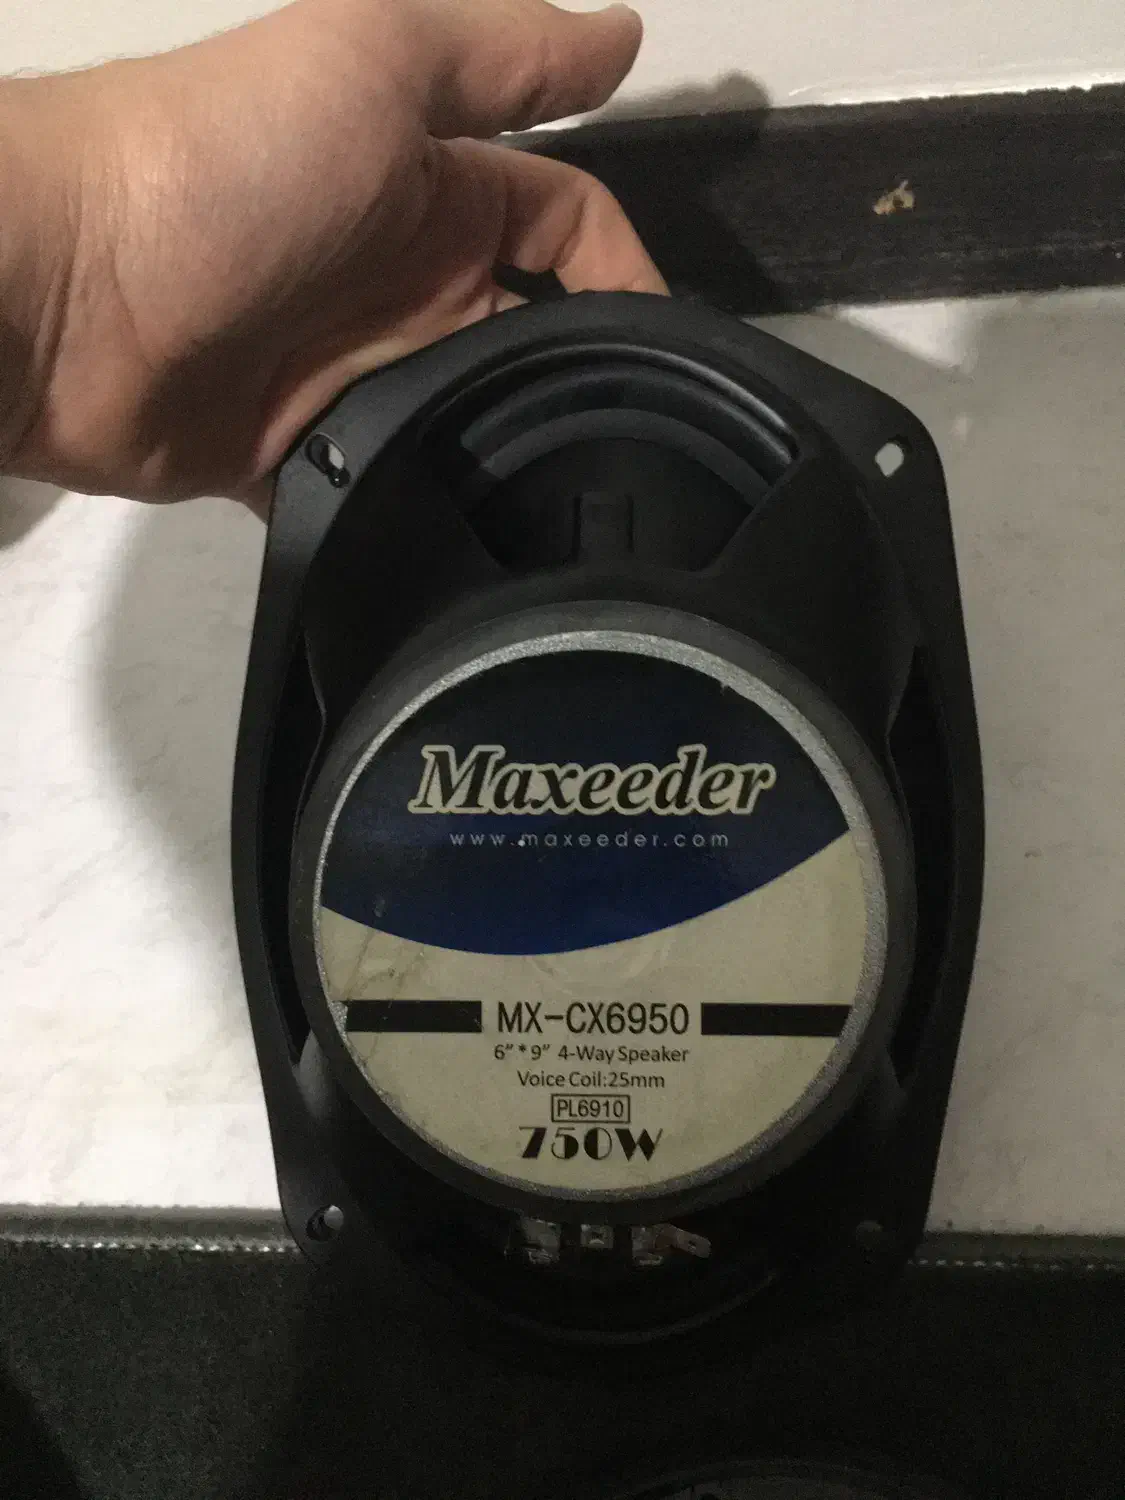 Maxeeder
www.maxeeder.com
MX-CX6950
6”*9” 4-Way Speaker
Voice Coil:25mm
PL6910
750W